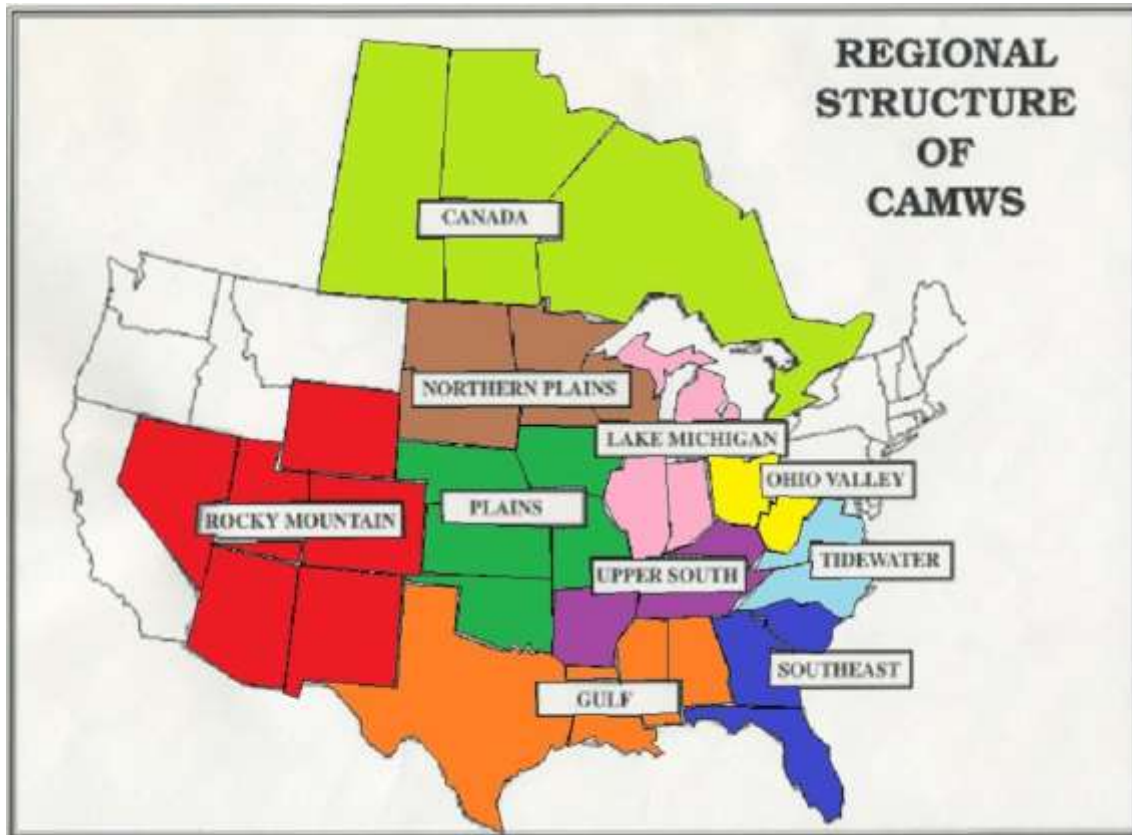 REGIONAL
STRUCTURE
OF
CAMWS
CANADA
NORTHERN PLAINS
LAKE MICHIGAN
OHIO VALLEY
PLAINS
ROCKY MOUNTAIN
UPPER SOUTH
TIDEWATER
SOUTHEAST
GULF